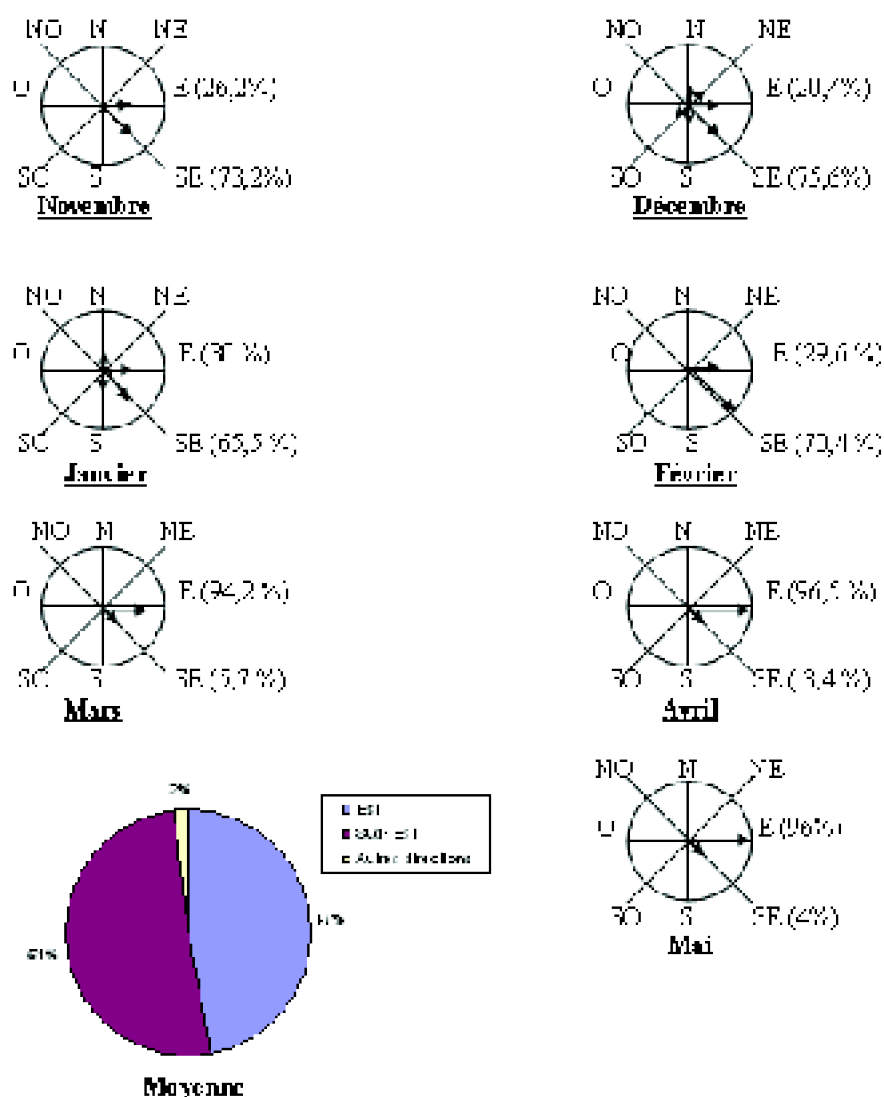 NO N NE
O E (26,2%)
SO S SE (73,2%)
Novembre
NO N NE
O E (20,4%)
SO S SE (75,6%)
Décembre
NO N NE
O E (30 %)
SO S SE (65,5 %)
Janvier
NO N NE
O E (29,6 %)
SO S SE (70,4 %)
Février
NO N NE
O E (94,2 %)
SO S SE (5,7 %)
Mars
NO N NE
O E (96,5 %)
SO S SE (3,4 %)
Avril
NO N NE
O E (96%)
SO S SE (4%)
Mai
2%
51%
Est
Autres directions
Moyenne